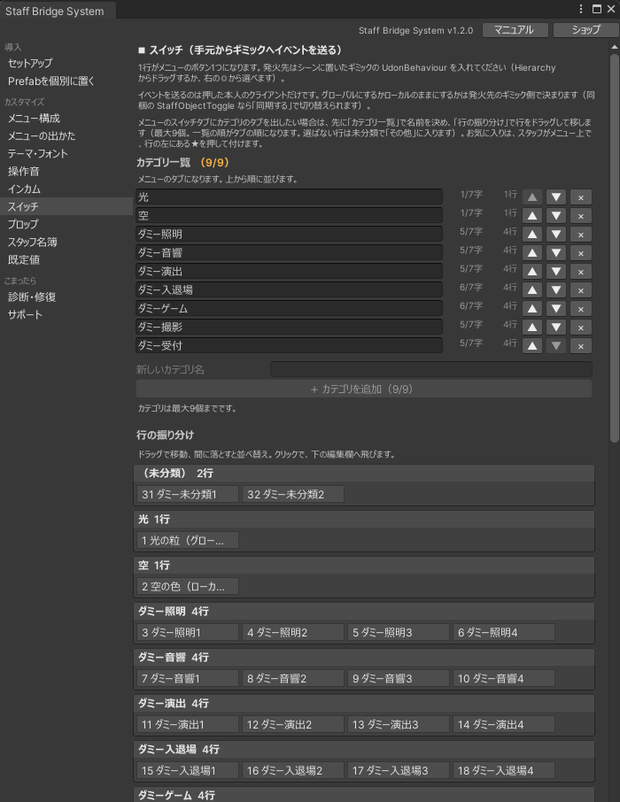 Staff Bridge System
Staff Bridge System v1.2.0 マニュアル ショップ
導入
セットアップ
Prefabを個別に置く
カスタマイズ
メニュー構成
メニューの出かた
テーマ・フォント
操作音
インカム
スイッチ
プロップ
スタッフ名簿
既定値
こまったら
診断・修復
サポート
■ スイッチ（手元からギミックへイベントを送る）
1行がメニューのボタン1つになります。発火先はシーンに置いたギミックの UdonBehaviour を入れてください（Hierarchy
からドラッグするか、右の⊙から選べます）。
イベントを送るのは押した本人のクライアントだけです。グローバルにするかローカルのままにするかは発火先のギミック側で決まります（同
梱の StaffObjectToggle なら「同期する」で切り替えられます）。
メニューのスイッチタブにカテゴリのタブを出したい場合は、先に「カテゴリ一覧」で名前を決め、「行の振り分け」で行をドラッグして移しま
す（最大9個。一覧の順がタブの順になります。選ばない行は未分類で「その他」に入ります）。お気に入りは、スタッフがメニュー上で
、行の左にある★を押して付けます。
カテゴリ一覧 （9/9）
メニューのタブになります。上から順に並びます。
光 1/7字 1行 ▲ ▼ ×
空 1/7字 1行 ▲ ▼ ×
ダミー照明 5/7字 4行 ▲ ▼ ×
ダミー音響 5/7字 4行 ▲ ▼ ×
ダミー演出 5/7字 4行 ▲ ▼ ×
ダミー入退場 6/7字 4行 ▲ ▼ ×
ダミーゲーム 6/7字 4行 ▲ ▼ ×
ダミー撮影 5/7字 4行 ▲ ▼ ×
ダミー受付 5/7字 4行 ▲ ▼ ×
新しいカテゴリ名
＋ カテゴリを追加（9/9）
カテゴリは最大9個までです。
行の振り分け
ドラッグで移動、間に落とすと並べ替え。クリックで、下の編集欄へ飛びます。
（未分類） 2行
31 ダミー未分類1 32 ダミー未分類2
光 1行
1 光の粒（グロー...
空 1行
2 空の色（ローカ...
ダミー照明 4行
3 ダミー照明1 4 ダミー照明2 5 ダミー照明3 6 ダミー照明4
ダミー音響 4行
7 ダミー音響1 8 ダミー音響2 9 ダミー音響3 10 ダミー音響4
ダミー演出 4行
11 ダミー演出1 12 ダミー演出2 13 ダミー演出3 14 ダミー演出4
ダミー入退場 4行
15 ダミー入退場1 16 ダミー入退場2 17 ダミー入退場3 18 ダミー入退場4
ダミーゲーム 4行